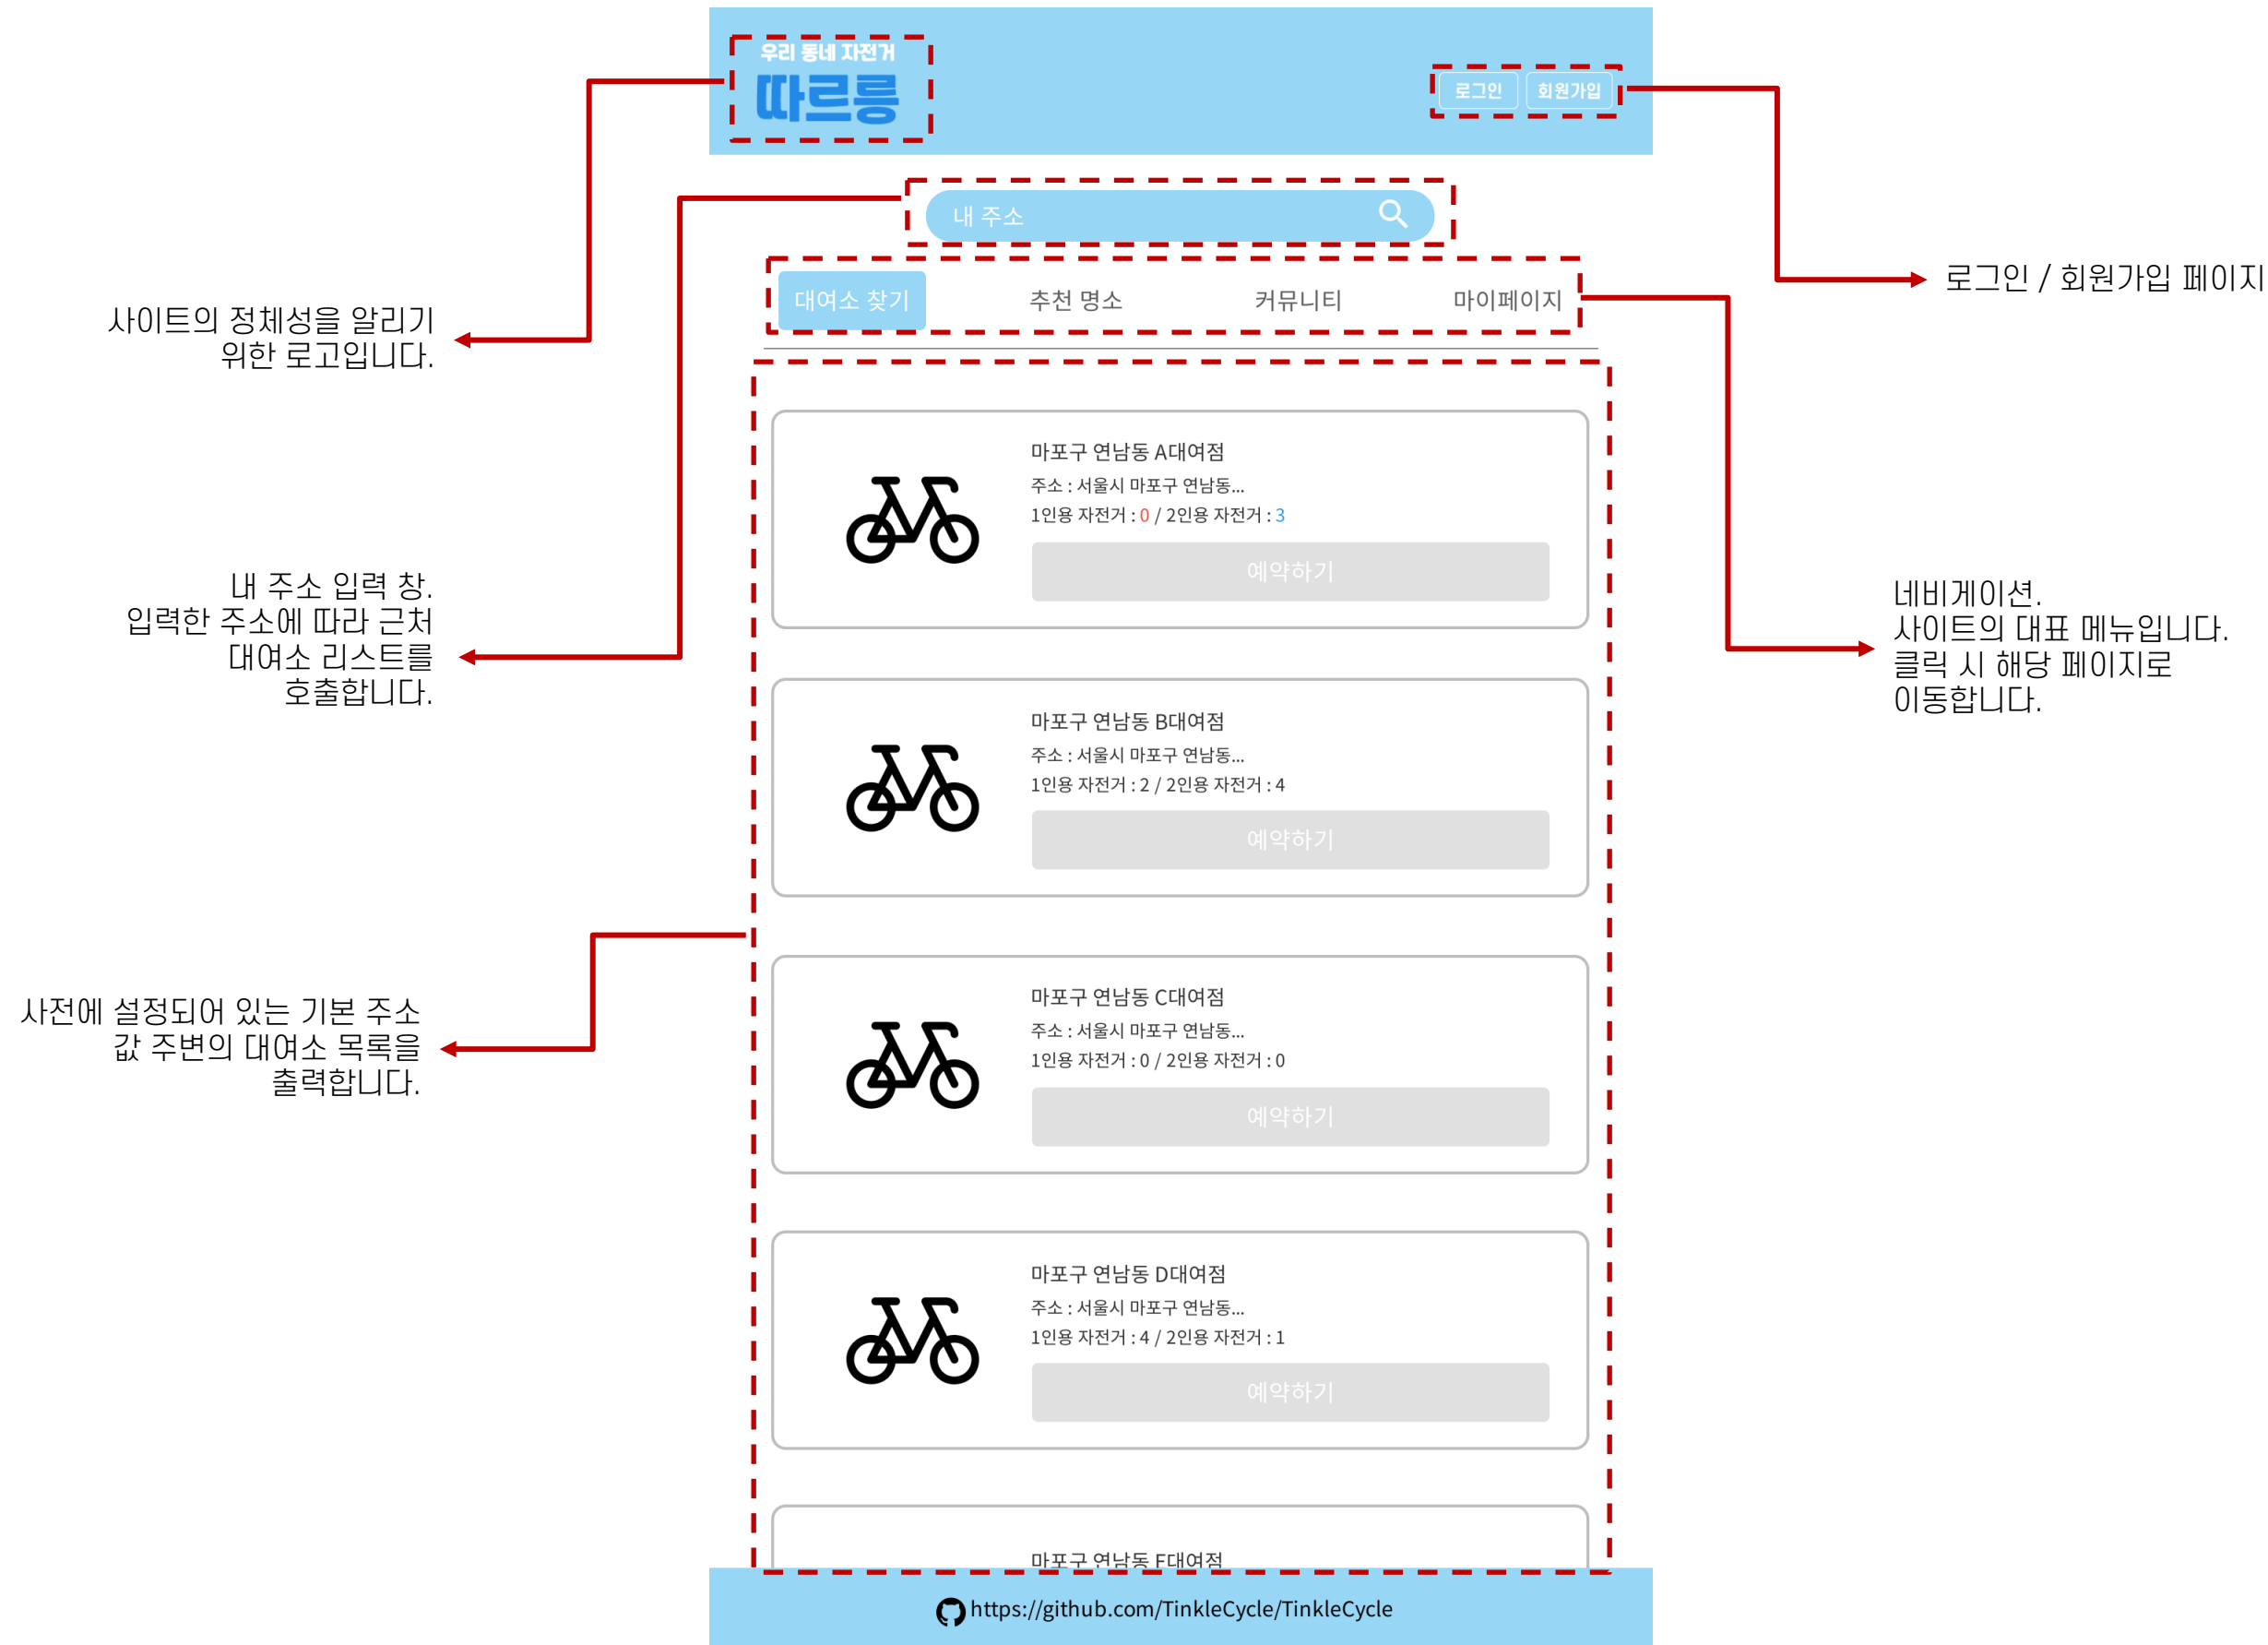 우리 동네 자전거
따르릉
로그인 회원가입
내 주소
대여소 찾기 추천 명소 커뮤니티 마이페이지
마포구 연남동 A대여점
주소 : 서울시 마포구 연남동...
1인용 자전거 : 0 / 2인용 자전거 : 3
예약하기
마포구 연남동 B대여점
주소 : 서울시 마포구 연남동...
1인용 자전거 : 2 / 2인용 자전거 : 4
예약하기
마포구 연남동 C대여점
주소 : 서울시 마포구 연남동...
1인용 자전거 : 0 / 2인용 자전거 : 0
예약하기
마포구 연남동 D대여점
주소 : 서울시 마포구 연남동...
1인용 자전거 : 4 / 2인용 자전거 : 1
예약하기
마포구 연남동 F대여점
https://github.com/TinkleCycle/TinkleCycle
사이트의 정체성을 알리기
위한 로고입니다.
내 주소 입력 창.
입력한 주소에 따라 근처
대여소 리스트를
호출합니다.
사전에 설정되어 있는 기본 주소
값 주변의 대여소 목록을
출력합니다.
로그인 / 회원가입 페이지
네비게이션.
사이트의 대표 메뉴입니다.
클릭 시 해당 페이지로
이동합니다.